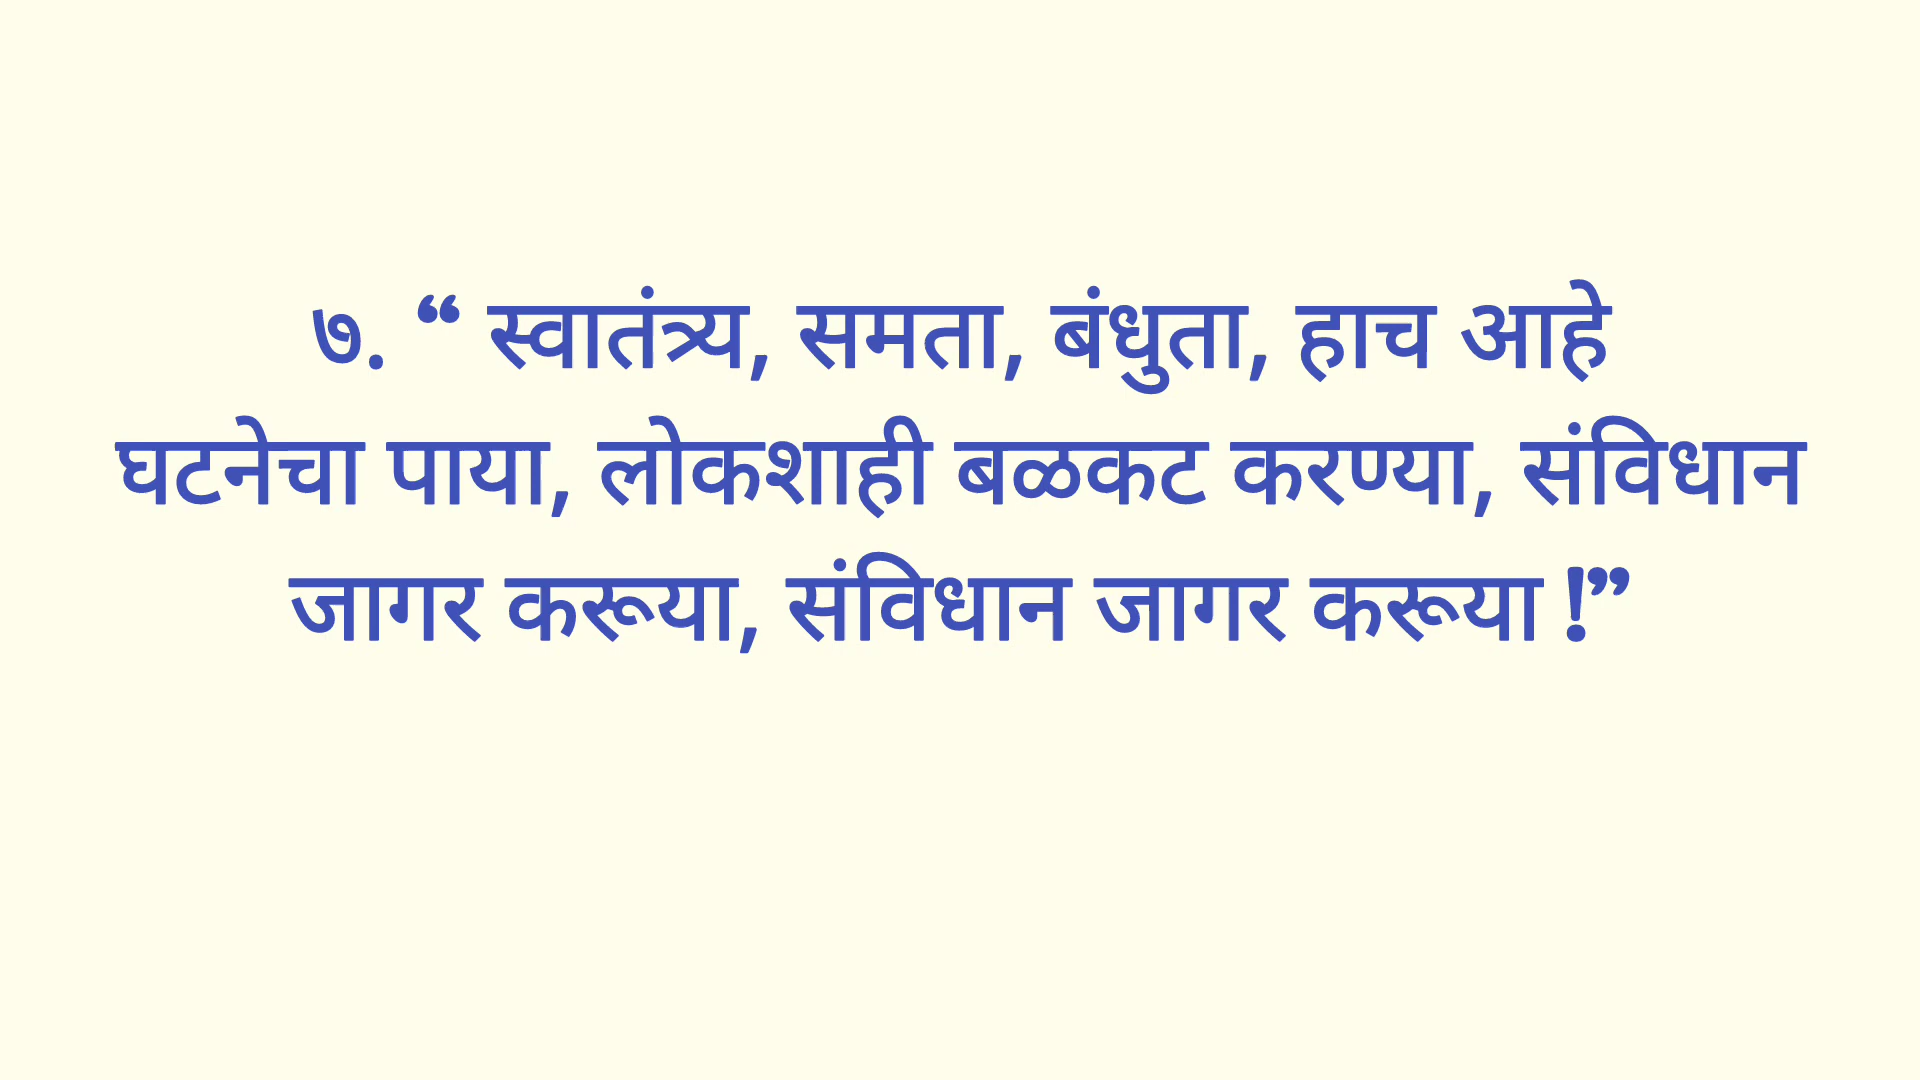 ७. “ स्वातंत्र्य, समता, बंधुता, हाच आहे
घटनेचा पाया, लोकशाही बळकट करण्या, संविधान
जागर करूया, संविधान जागर करूया !”